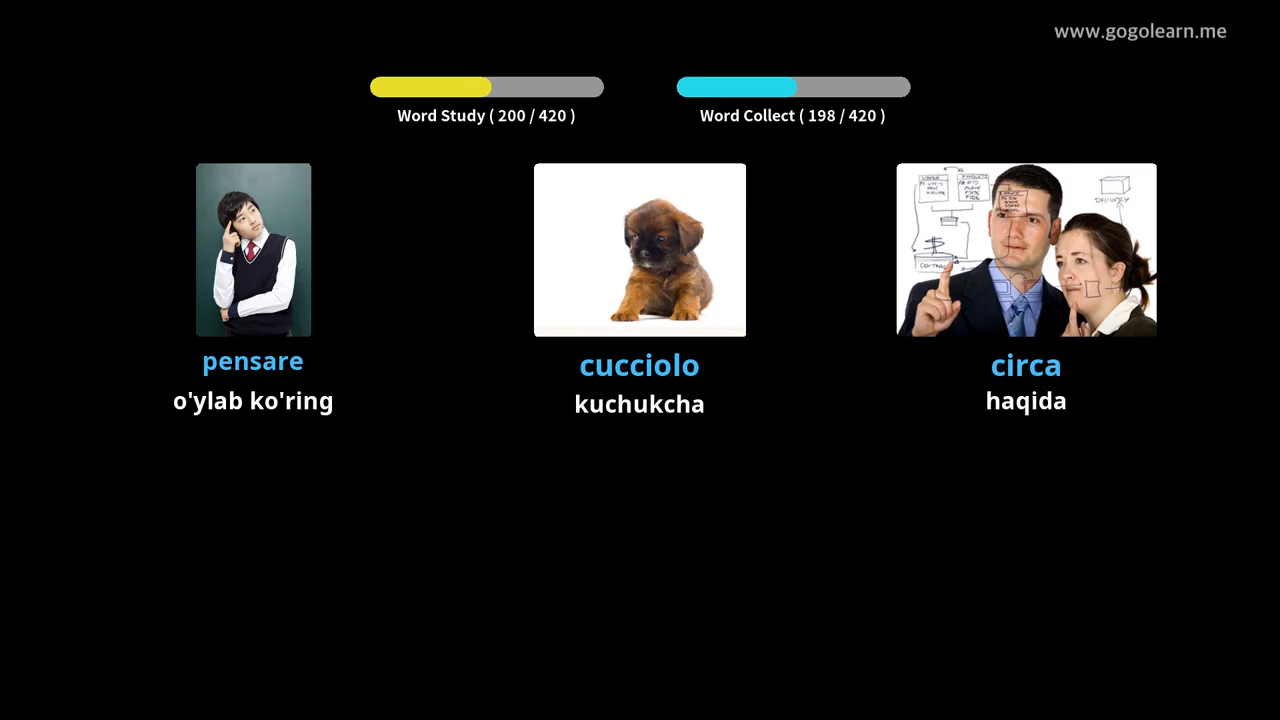 www.gogolearn.me
Word Study ( 200 / 420 )
Word Collect ( 198 / 420 )
pensare
o'ylab ko'ring
cucciolo
kuchukcha
circa
haqida